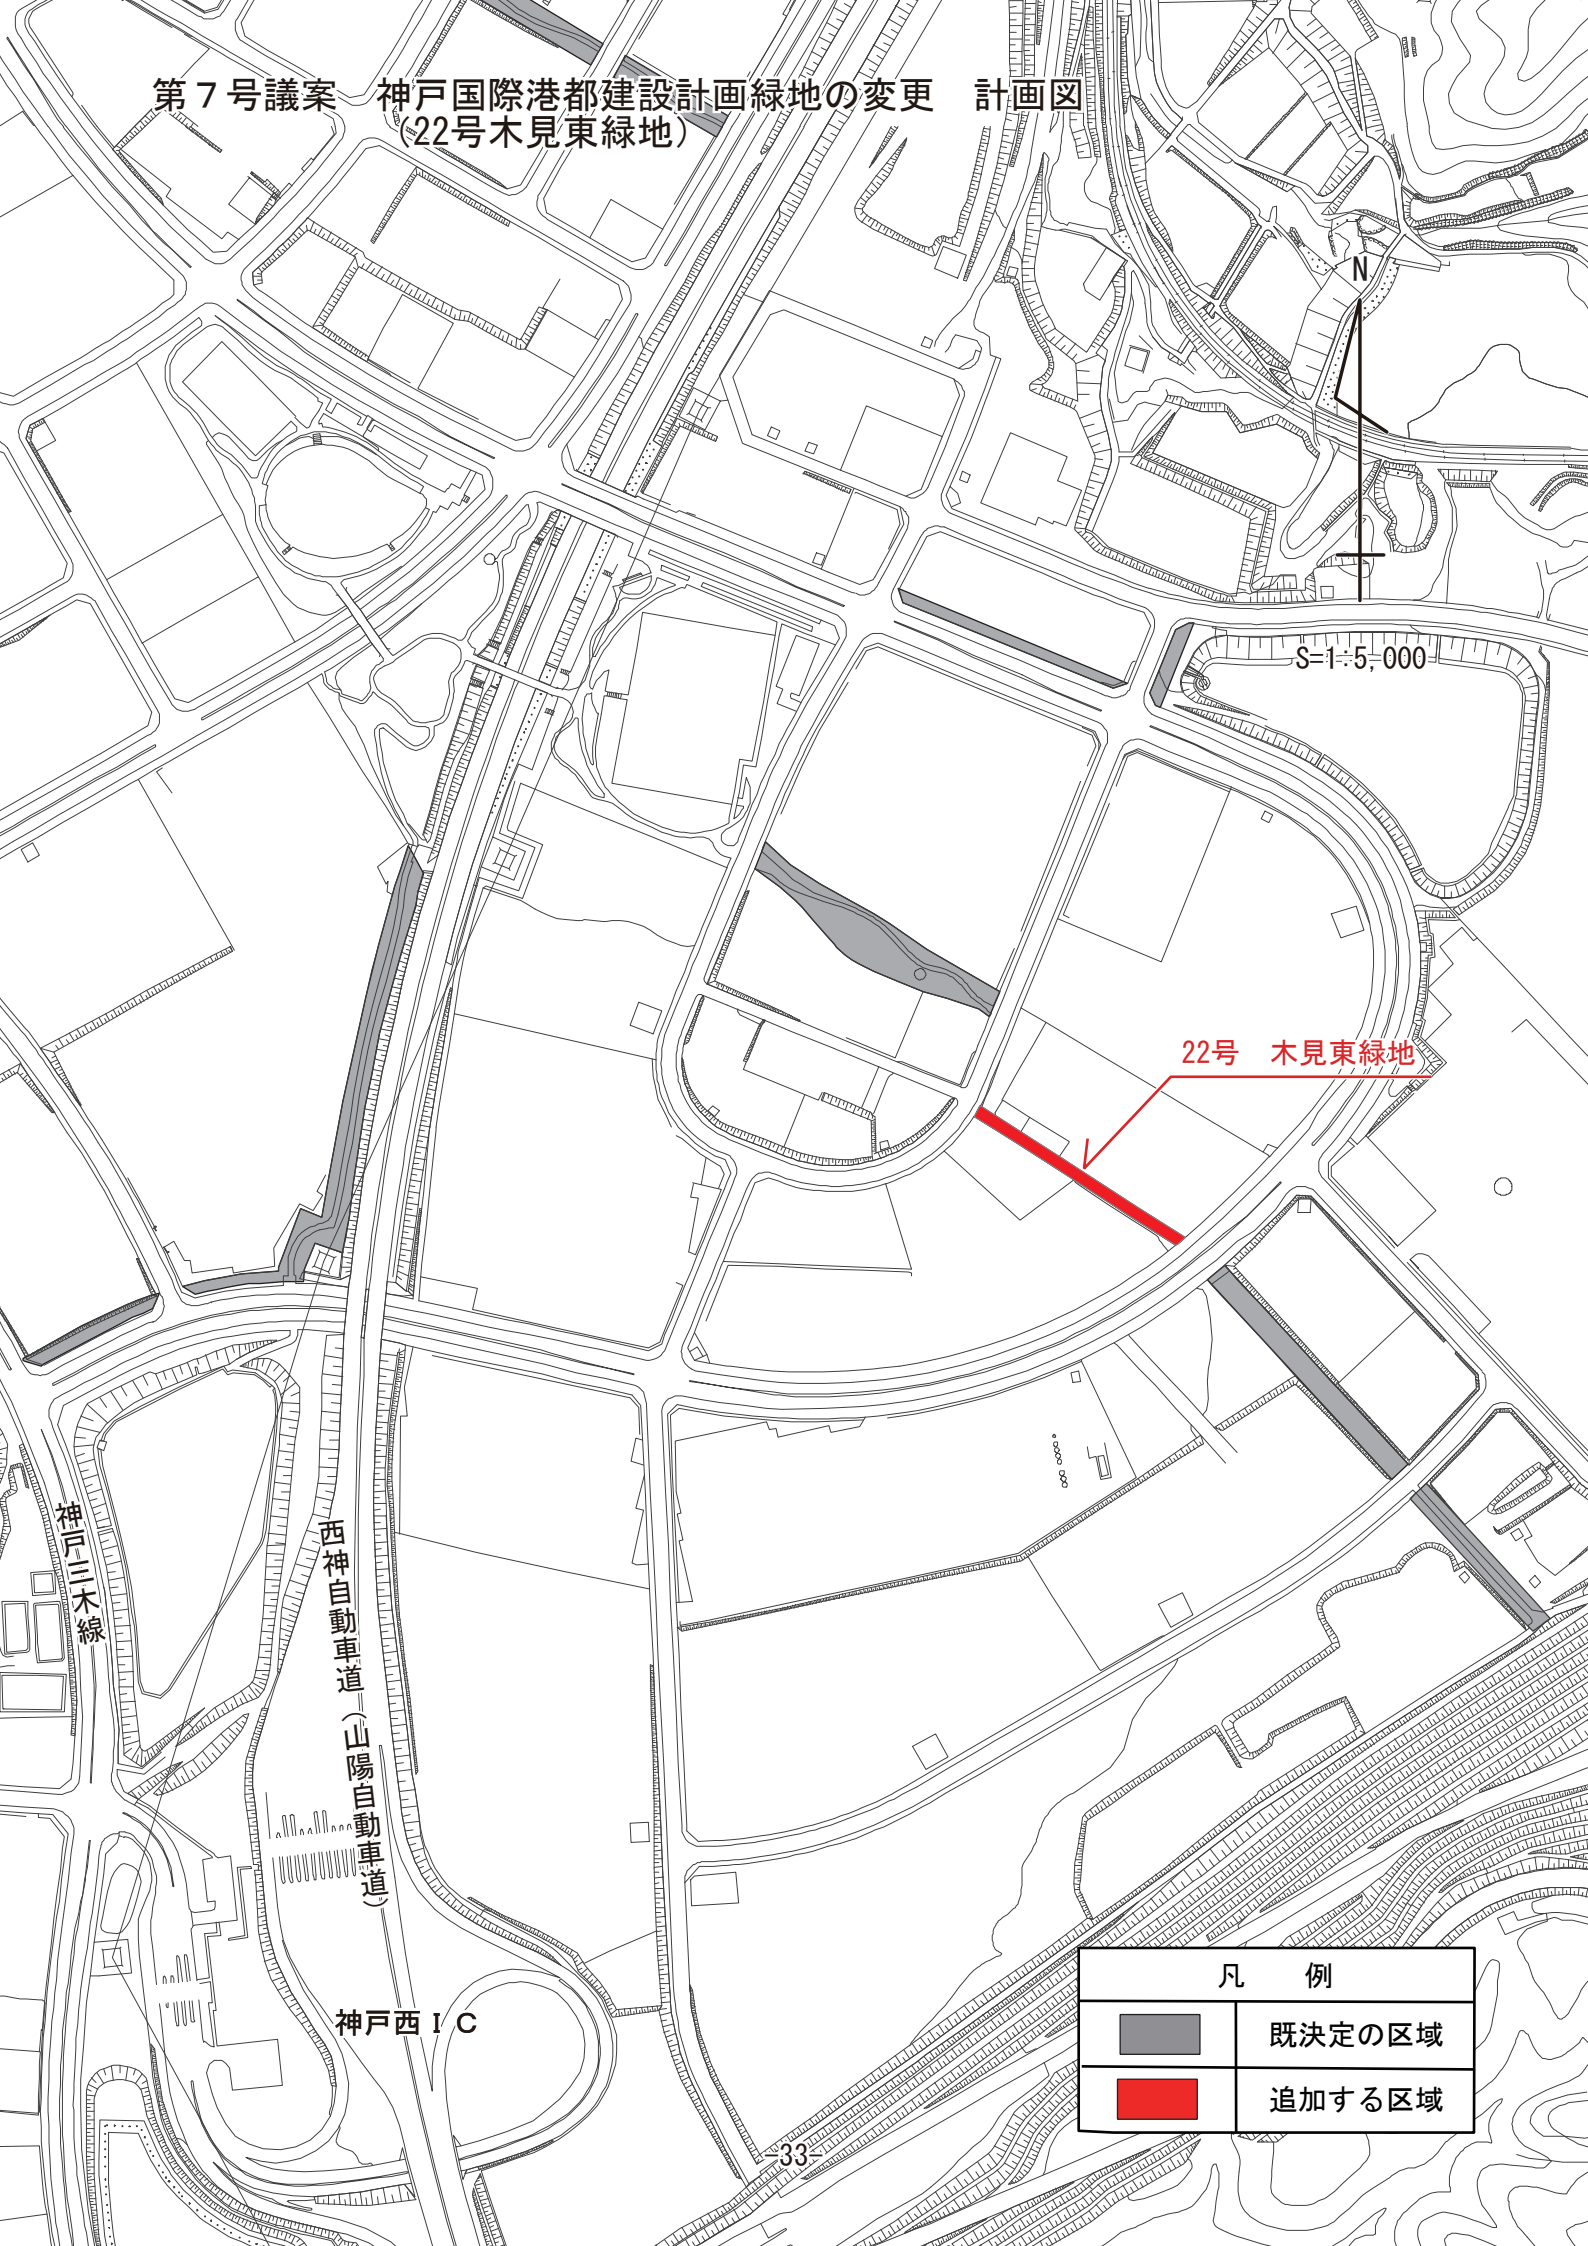 第７号議案　神戸国際港都建設計画緑地の変更　計画図
（22号木見東緑地）
N
S=1:5,000
22号　木見東緑地
神戸三木線
西神自動車道（山陽自動車道）
神戸西ＩＣ
凡　例
既決定の区域
追加する区域
-33-